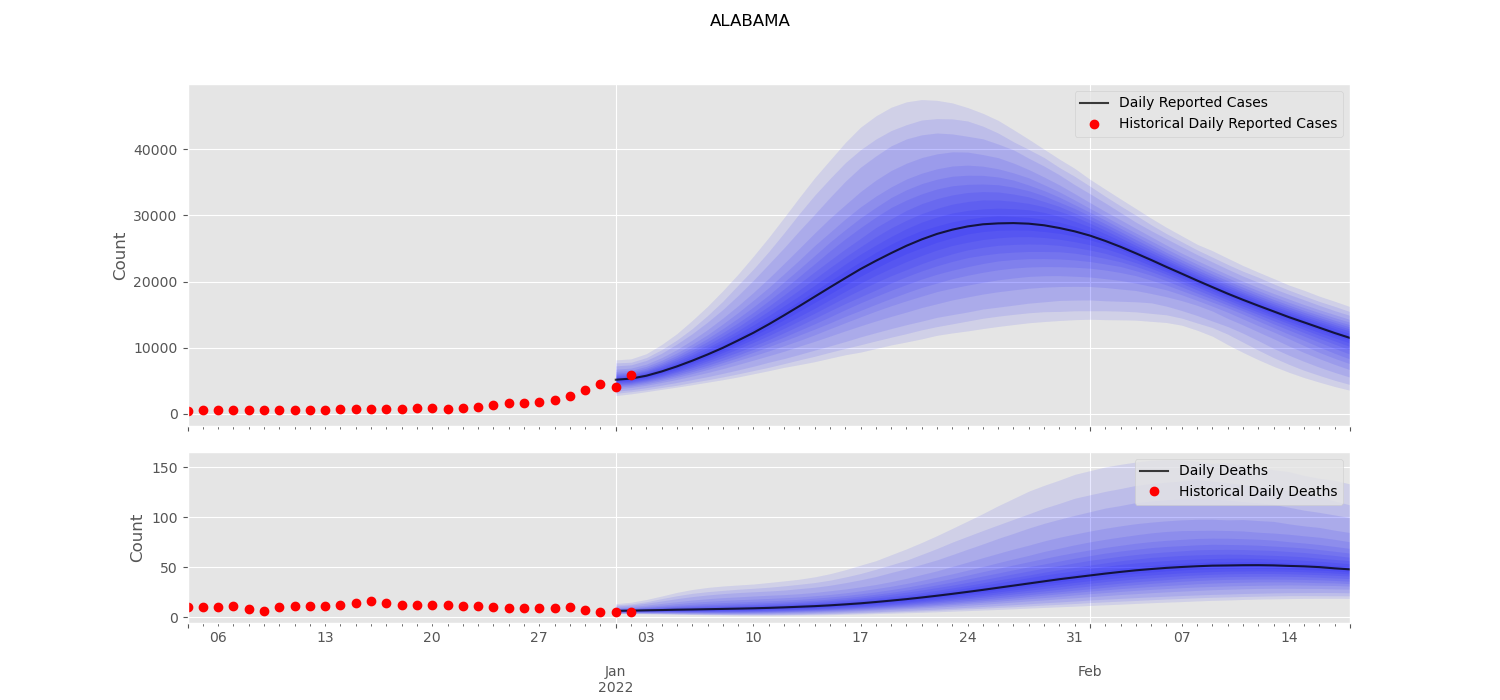 ALABAMA
Daily Reported Cases
Historical Daily Reported Cases
Count
40000
30000
20000
10000
0
Daily Deaths
Historical Daily Deaths
Count
150
100
50
0
06 13 20 27 03 10 17 24 31 07 14
Jan Feb
2022